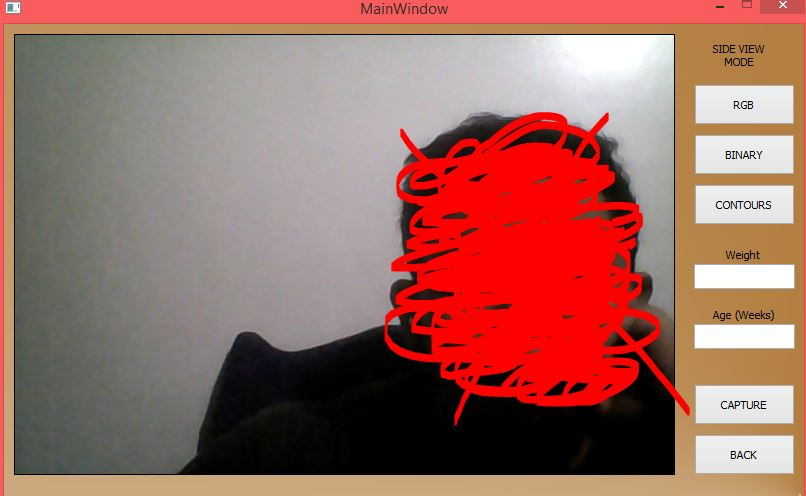 MainWindow
SIDE VIEW
MODE
RGB
BINARY
CONTOURS
Weight
Age (Weeks)
CAPTURE
BACK